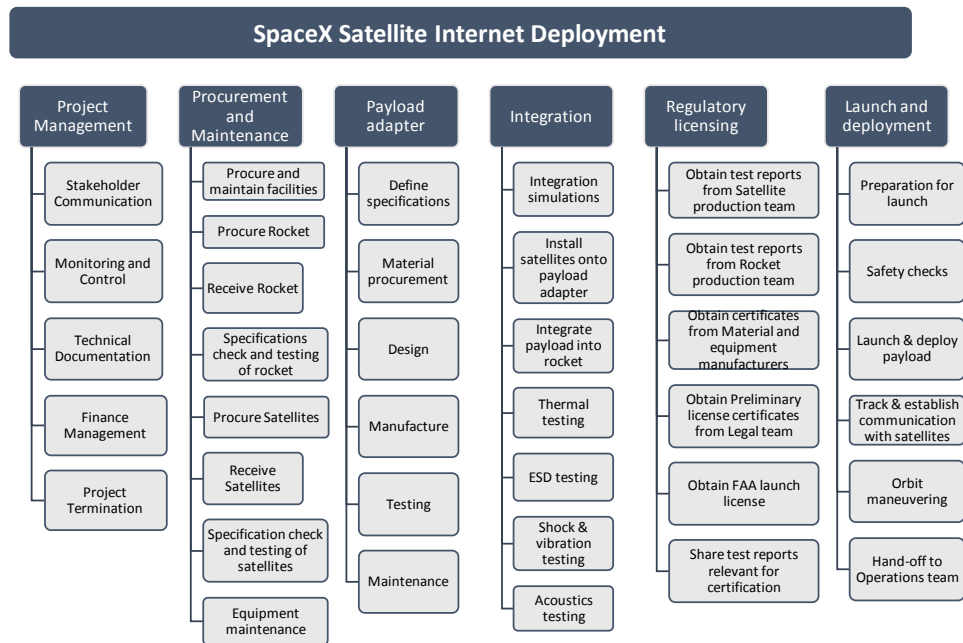 SpaceX Satellite Internet Deployment
Project
Management
Stakeholder
Communication
Monitoring and
Control
Technical
Documentation
Finance
Management
Project
Termination
Procurement
and
Maintenance
Procure and
maintain facilities
Procure Rocket
Receive Rocket
Specifications
check and testing
of rocket
Procure Satellites
Receive
Satellites
Specification check
and testing of
satellites
Equipment
maintenance
Payload
adapter
Define
specifications
Material
procurement
Design
Manufacture
Testing
Maintenance
Integration
Integration
simulations
Install
satellites onto
payload
adapter
Integrate
payload into
rocket
Thermal
testing
ESD testing
Shock &
vibration
testing
Acoustics
testing
Regulatory
licensing
Obtain test reports
from Satellite
production team
Obtain test reports
from Rocket
production team
Obtain certificates
from Material and
equipment
manufacturers
Obtain Preliminary
license certificates
from Legal team
Obtain FAA launch
license
Share test reports
relevant for
certification
Launch and
deployment
Preparation for
launch
Safety checks
Launch & deploy
payload
Track & establish
communication
with satellites
Orbit
maneuvering
Hand-off to
Operations team